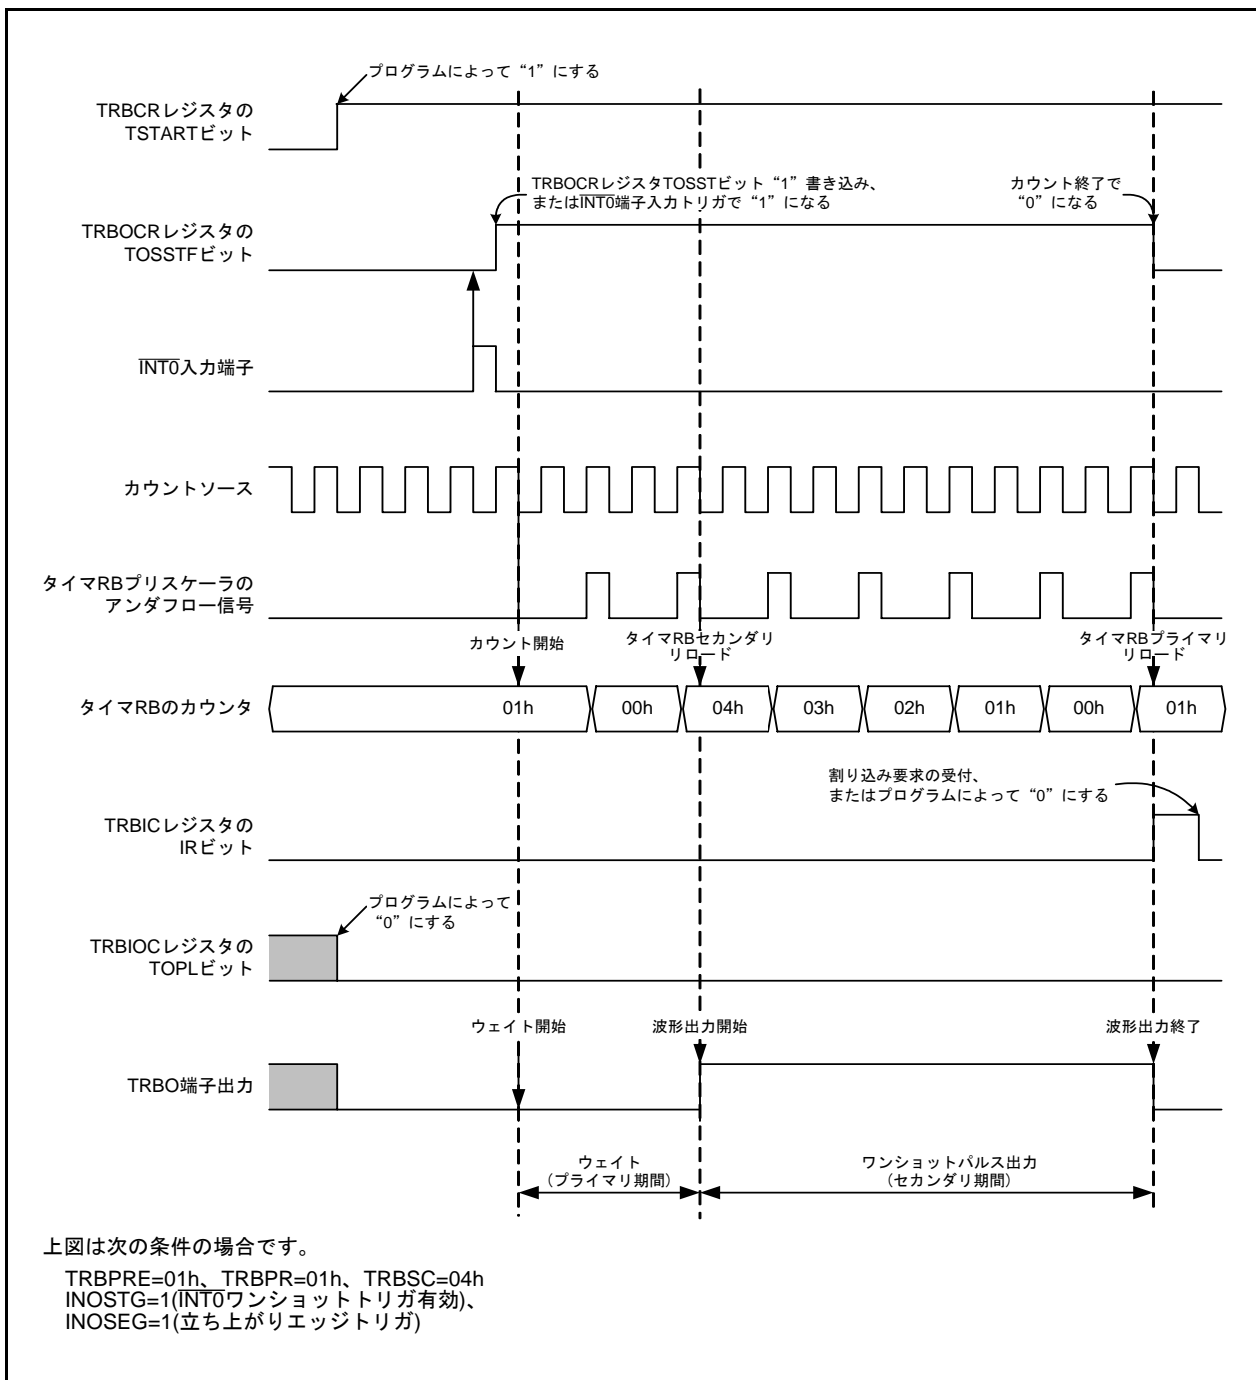 プログラムによって“1”にする
TRBCRレジスタの
TSTARTビット
TRBOCRレジスタTOSSTビット“1”書き込み、
またはINT0端子入力トリガで“1”になる
カウント終了で
“0”になる
TRBOCRレジスタの
TOSSTFビット
INT0入力端子
カウントソース
タイマRBプリスケーラの
アンダフロー信号
カウント開始
タイマRBセカンダリ
リロード
タイマRBプライマリ
リロード
タイマRBのカウンタ
01h
00h
04h
03h
02h
01h
00h
01h
割り込み要求の受付、
またはプログラムによって“0”にする
TRBICレジスタの
IRビット
プログラムによって
“0”にする
TRBIOCレジスタの
TOPLビット
ウェイト開始
波形出力開始
波形出力終了
TRBO端子出力
ウェイト
(プライマリ期間)
ワンショットパルス出力
(セカンダリ期間)
上図は次の条件の場合です。
TRBPRE=01h、TRBPR=01h、TRBSC=04h
INOSTG=1(INT0ワンショットトリガ有効)、
INOSEG=1(立ち上がりエッジトリガ)